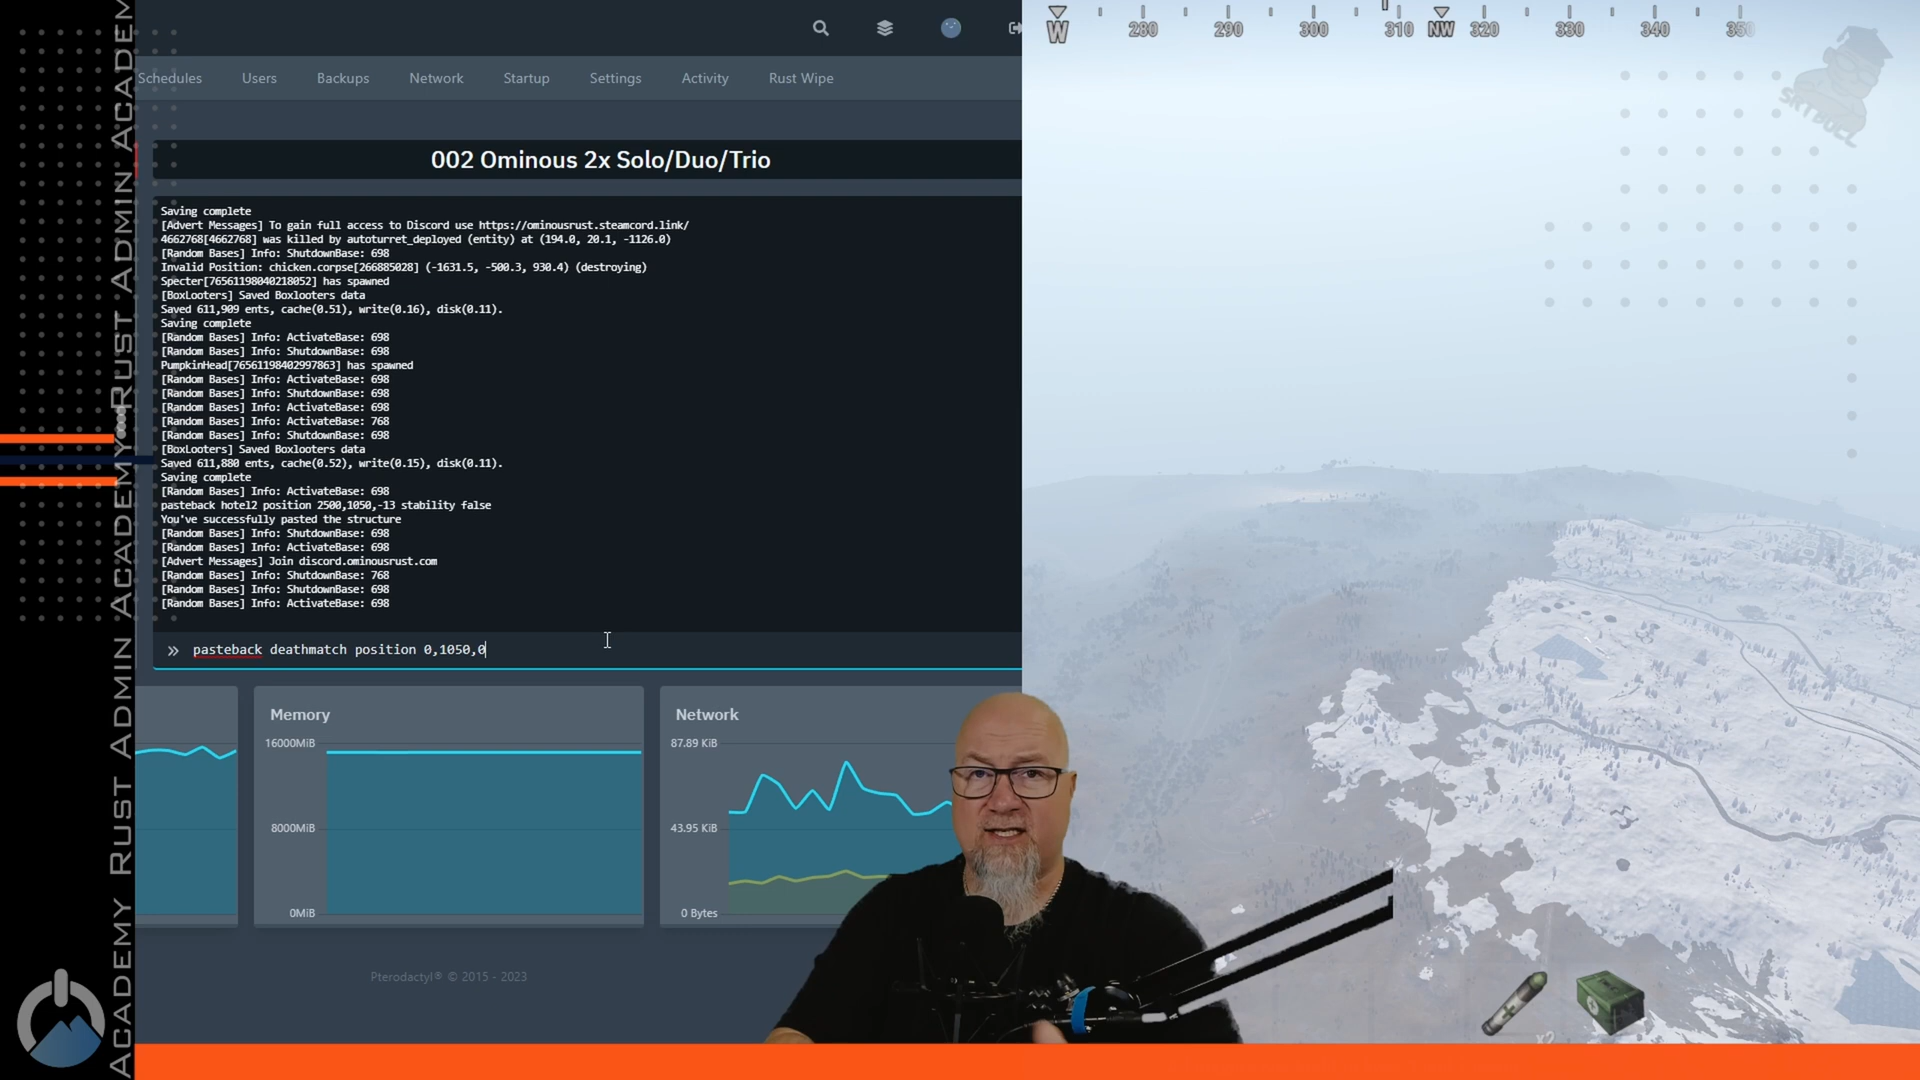 W 280 290 300 310 NW 320 330 340 350
SKYBULL
Schedules Users Backups Network Startup Settings Activity Rust Wipe
002 Ominous 2x Solo/Duo/Trio
Saving complete
[Advert Messages] To gain full access to Discord use https://ominousrust.steamcord.link/
4662768[4662768] was killed by autoturret_deployed (entity) at (194.0, 20.1, -1126.0)
[Random Bases] Info: ShutdownBase: 698
Invalid Position: chicken.corpse[266885028] (-1631.5, -500.3, 930.4) (destroying)
Specter[76561198040218052] has spawned
[BoxLooters] Saved Boxlooters data
Saved 611,909 ents, cache(0.51), write(0.16), disk(0.11).
Saving complete
[Random Bases] Info: ActivateBase: 698
[Random Bases] Info: ShutdownBase: 698
PumpkinHead[76561198402997863] has spawned
[Random Bases] Info: ActivateBase: 698
[Random Bases] Info: ShutdownBase: 698
[Random Bases] Info: ActivateBase: 698
[Random Bases] Info: ActivateBase: 768
[Random Bases] Info: ShutdownBase: 698
[BoxLooters] Saved Boxlooters data
Saved 611,880 ents, cache(0.52), write(0.15), disk(0.11).
Saving complete
[Random Bases] Info: ActivateBase: 698
pasteback hotel2 position 2500,1050,-13 stability false
You've successfully pasted the structure
[Random Bases] Info: ShutdownBase: 698
[Random Bases] Info: ActivateBase: 698
[Advert Messages] Join discord.ominousrust.com
[Random Bases] Info: ShutdownBase: 768
[Random Bases] Info: ShutdownBase: 698
[Random Bases] Info: ActivateBase: 698
» pasteback deathmatch position 0,1050,0
Memory
16000MiB
8000MiB
0MiB
Network
87.89 KiB
43.95 KiB
0 Bytes
Pterodactyl® © 2015 - 2023
x2
ACADEMY RUST ADMIN ACADEMY RUST ADMIN ACADEM